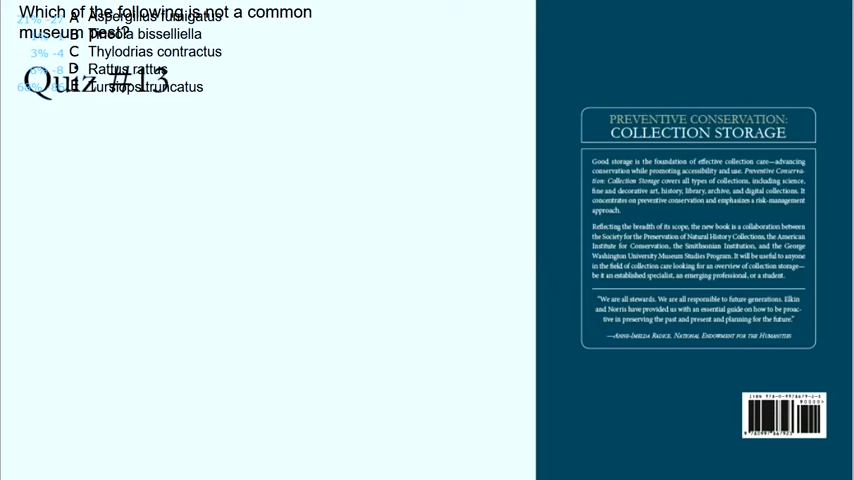 Which of the following is not a common
museum pest?
21% -27 A Aspergillus fumigatus
B Tineola bisselliella
3% -4 C Thylodrias contractus
-8 D Rattus rattus
E Tursiops truncatus
Quiz #13
PREVENTIVE CONSERVATION:
COLLECTION STORAGE
Good storage is the foundation of effective collection care—advancing
conservation while promoting accessibility and use. Preventive Conserva-
tion: Collection Storage covers all types of collections, including science,
fine and decorative art, history, library, archive, and digital collections. It
concentrates on preventive conservation and emphasizes a risk-management
approach.
Reflecting the breadth of its scope, the new book is a collaboration between
the Society for the Preservation of Natural History Collections, the American
Institute for Conservation, the Smithsonian Institution, and the George
Washington University Museum Studies Program. It will be useful to anyone
in the field of collection care looking for an overview of collection storage—
be it an established specialist, an emerging professional, or a student.
"We are all stewards. We are all responsible to future generations. Elkin
and Norris have provided us with an essential guide on how to be proac-
tive in preserving the past and present and planning for the future."
—Anne-Imelda Radice, National Endowment for the Humanities
90000>